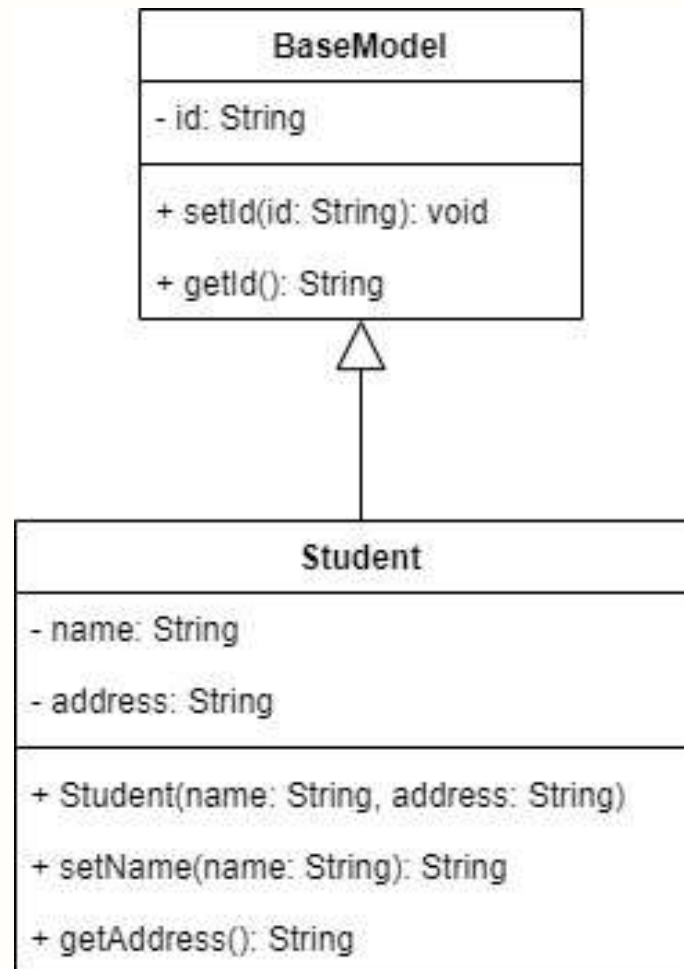 BaseModel
- id: String
+ setId(id: String): void
+ getId(): String
Student
- name: String
- address: String
+ Student(name: String, address: String)
+ setName(name: String): String
+ getAddress(): String